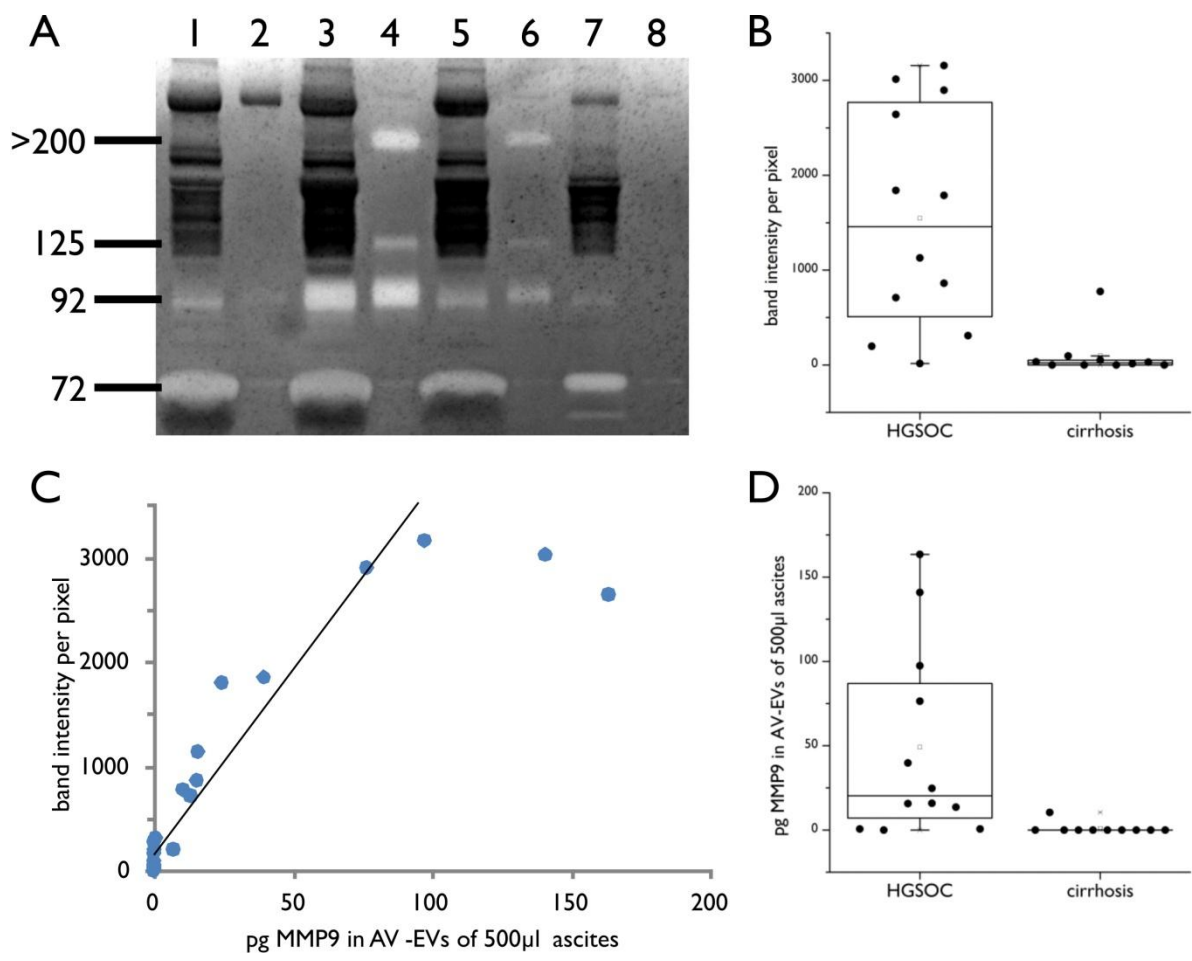 A
1 2 3 4 5 6 7 8
>200
125
92
72
B
band intensity per pixel
3000
2000
1000
0
HGSOC cirrhosis
C
band intensity per pixel
3000
2000
1000
0
0 50 100 150 200
pg MMP9 in AV -EVs of 500µl ascites
D
pg MMP9 in AV-EVs of 500µl ascites
200
150
100
50
0
HGSOC cirrhosis